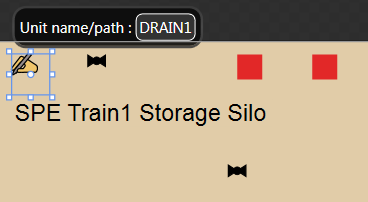 Unit name/path : DRAIN1
SPE Train1 Storage Silo